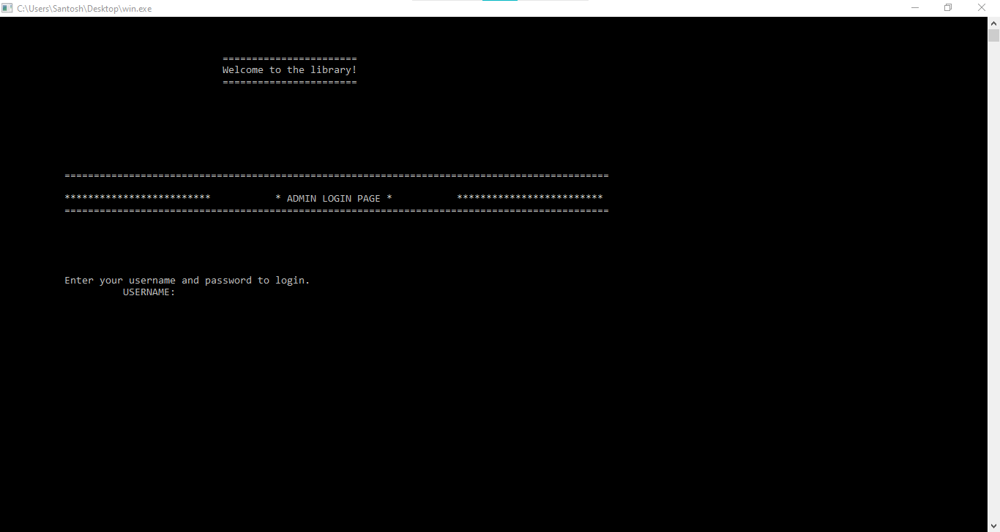 C:\Users\Santosh\Desktop\win.exe
=======================
Welcome to the library!
=======================
=============================================================================================
************************* * ADMIN LOGIN PAGE * *************************
=============================================================================================
Enter your username and password to login.
USERNAME: